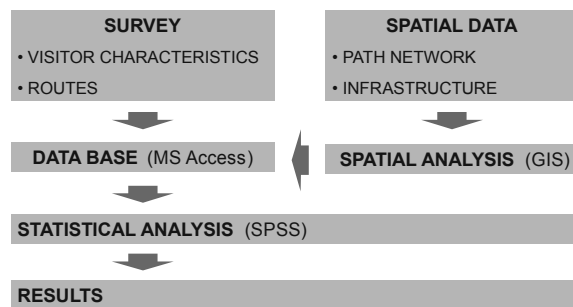 SURVEY
• VISITOR CHARACTERISTICS
• ROUTES
SPATIAL DATA
• PATH NETWORK
• INFRASTRUCTURE
DATA BASE (MS Access)
SPATIAL ANALYSIS (GIS)
STATISTICAL ANALYSIS (SPSS)
RESULTS